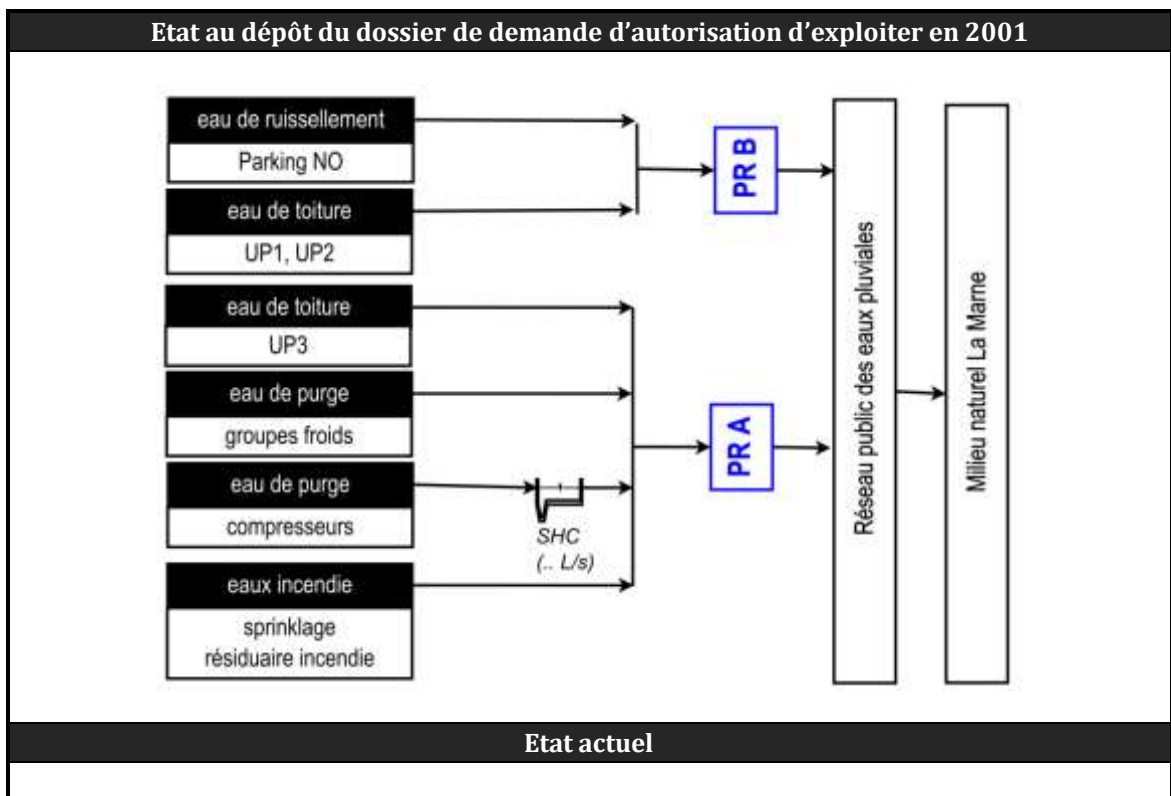 Etat au dépôt du dossier de demande d'autorisation d'exploiter en 2001
eau de ruissellement
Parking NO
eau de toiture
UP1, UP2
eau de toiture
UP3
eau de purge
groupes froids
eau de purge
compresseurs
eaux incendie
sprinklage
résiduaire incendie
SHC
(.. L/s)
PR B
PR A
Réseau public des eaux pluviales
Milieu naturel La Marne
Etat actuel